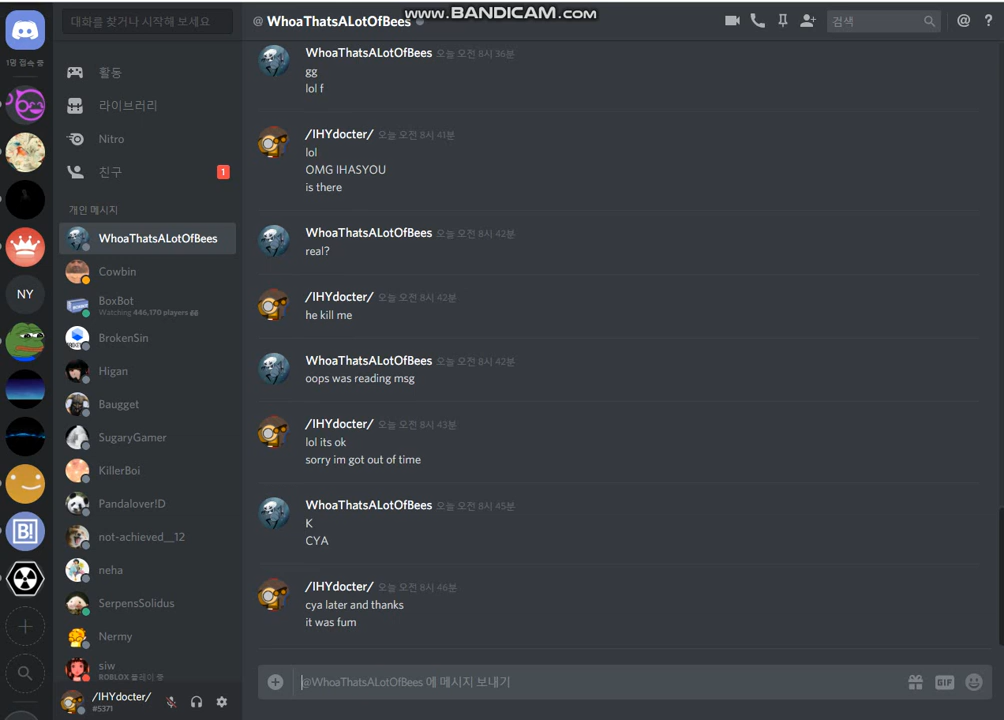 www.BANDICAM.com
1명 접속 중
NY
B!
대화를 찾거나 시작해 보세요
활동
라이브러리
Nitro
친구
1
개인 메시지
WhoaThatsALotOfBees
Cowbin
BoxBot
Watching 446,170 players
BrokenSin
Higan
Baugget
SugaryGamer
KillerBoi
Pandalover!D
not-achieved__12
neha
SerpensSolidus
Nermy
siw
ROBLOX 플레이 중
/IHYdocter/
#5371
@ WhoaThatsALotOfBees
검색
@
?
WhoaThatsALotOfBees 오늘 오전 8시 36분
gg
lol f
/IHYdocter/ 오늘 오전 8시 41분
lol
OMG IHASYOU
is there
WhoaThatsALotOfBees 오늘 오전 8시 42분
real?
/IHYdocter/ 오늘 오전 8시 42분
he kill me
WhoaThatsALotOfBees 오늘 오전 8시 42분
oops was reading msg
/IHYdocter/ 오늘 오전 8시 43분
lol its ok
sorry im got out of time
WhoaThatsALotOfBees 오늘 오전 8시 45분
K
CYA
/IHYdocter/ 오늘 오전 8시 46분
cya later and thanks
it was fum
@WhoaThatsALotOfBees 에 메시지 보내기
GIF